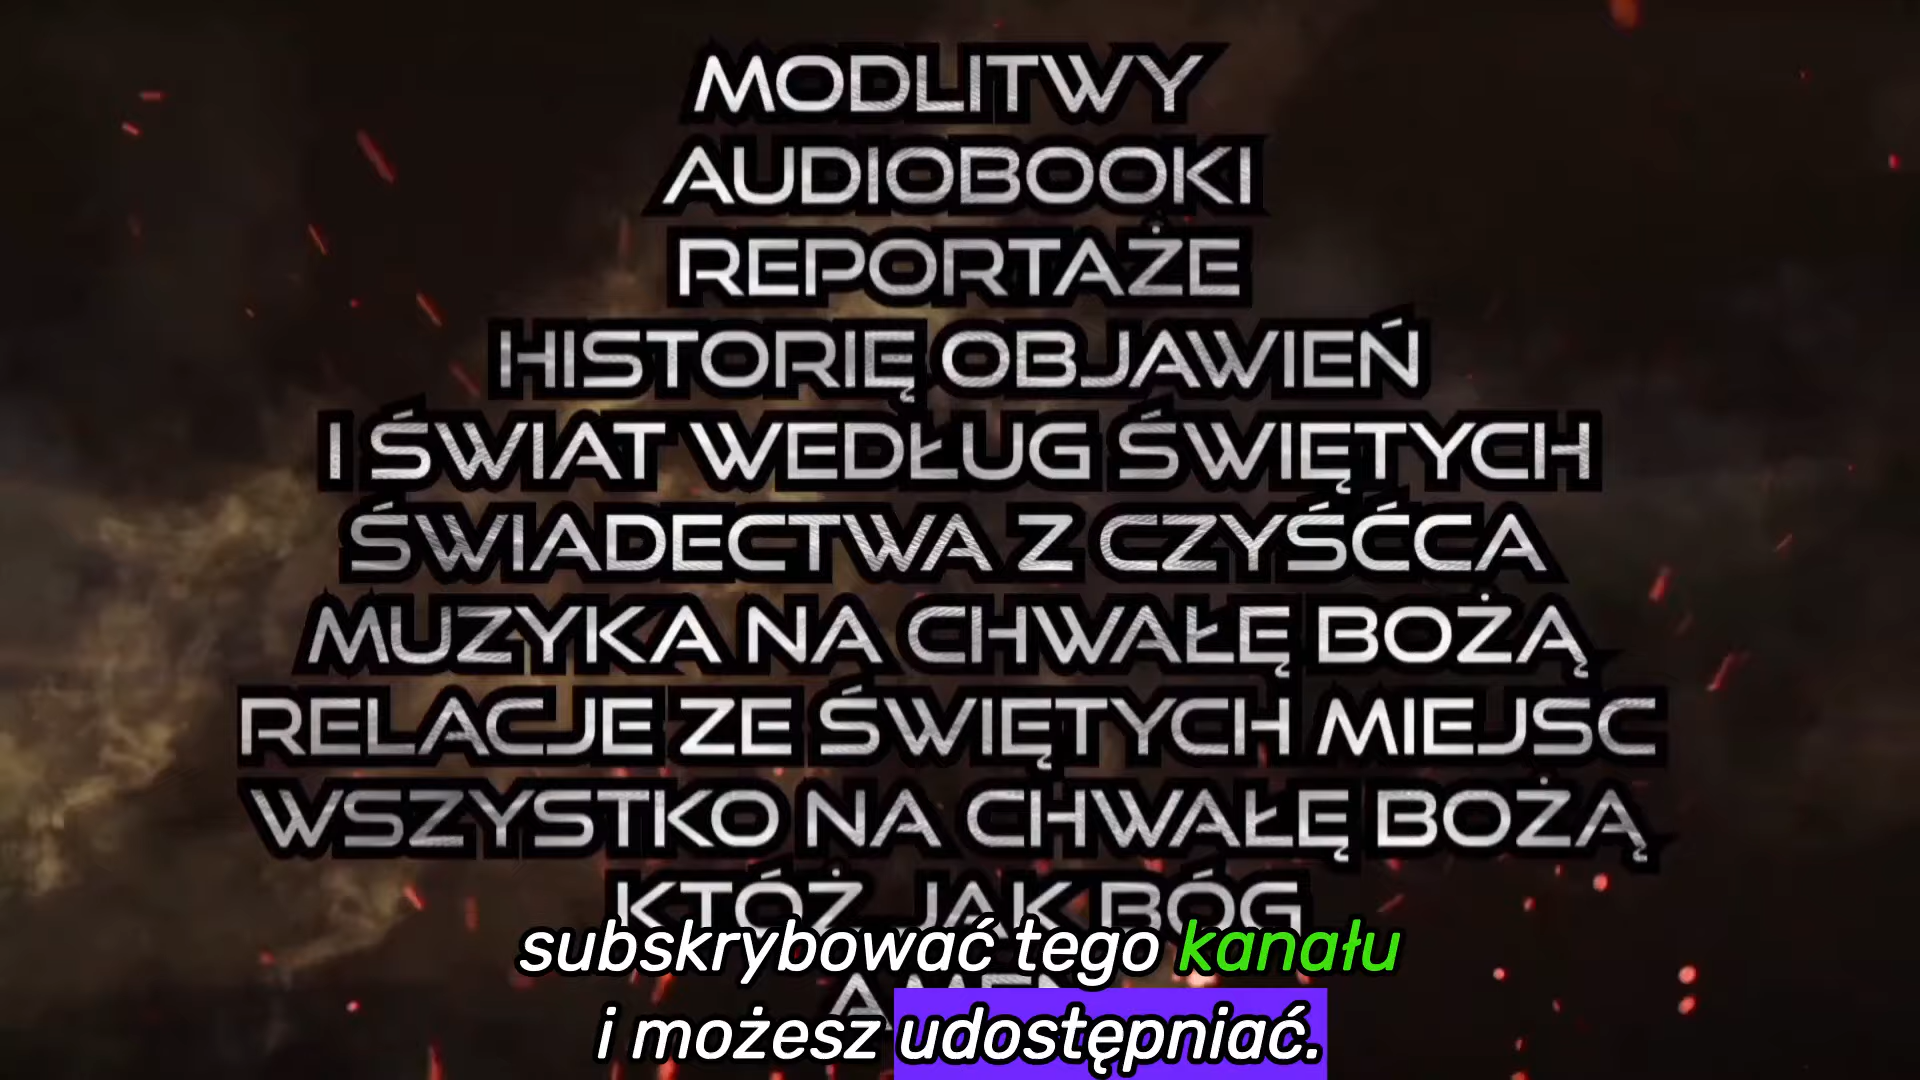 MODLITWY
AUDIOBOOKI
REPORTAŻE
HISTORIĘ OBJAWIEŃ
I ŚWIAT WEDŁUG ŚWIĘTYCH
ŚWIADECTWA Z CZYŚĆCA
MUZYKA NA CHWAŁĘ BOŻĄ
RELACJE ZE ŚWIĘTYCH MIEJSC
WSZYSTKO NA CHWAŁĘ BOŻĄ
KTÓŻ JAK BÓG
subskrybować tego kanału
AMEN
i możesz udostępniać.